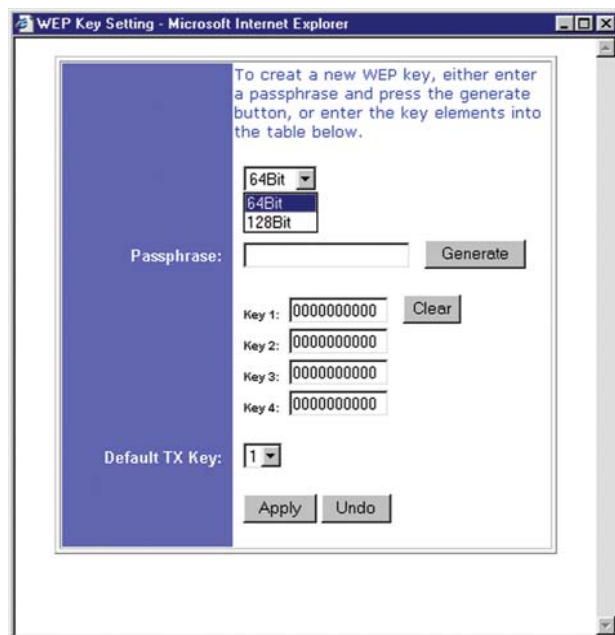 WEP Key Setting - Microsoft Internet Explorer
To creat a new WEP key, either enter
a passphrase and press the generate
button, or enter the key elements into
the table below.
64Bit
64Bit
128Bit
Passphrase: Generate
Key 1: 0000000000 Clear
Key 2: 0000000000
Key 3: 0000000000
Key 4: 0000000000
Default TX Key: 1
Apply Undo